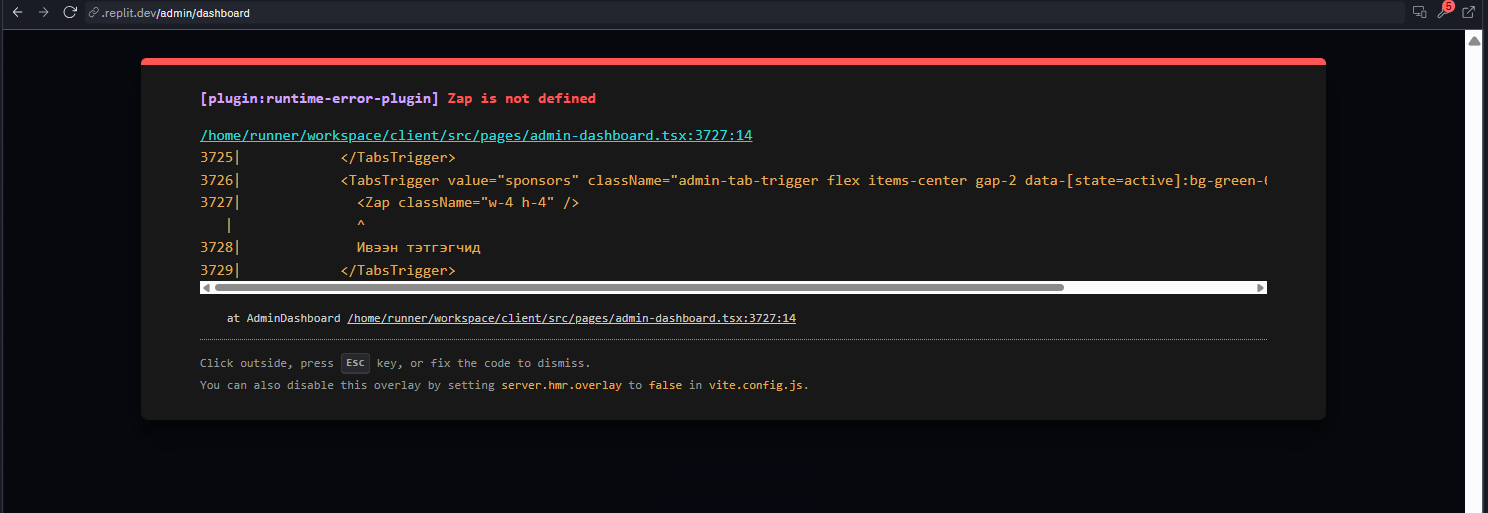 .replit.dev/admin/dashboard
5
[plugin:runtime-error-plugin] Zap is not defined
/home/runner/workspace/client/src/pages/admin-dashboard.tsx:3727:14
3725|            </TabsTrigger>
3726|            <TabsTrigger value="sponsors" className="admin-tab-trigger flex items-center gap-2 data-[state=active]:bg-green-
3727|              <Zap className="w-4 h-4" />
|              ^
3728|              Ивээн тэтгэгчид
3729|            </TabsTrigger>
at AdminDashboard /home/runner/workspace/client/src/pages/admin-dashboard.tsx:3727:14
Click outside, press Esc key, or fix the code to dismiss.
You can also disable this overlay by setting server.hmr.overlay to false in vite.config.js.